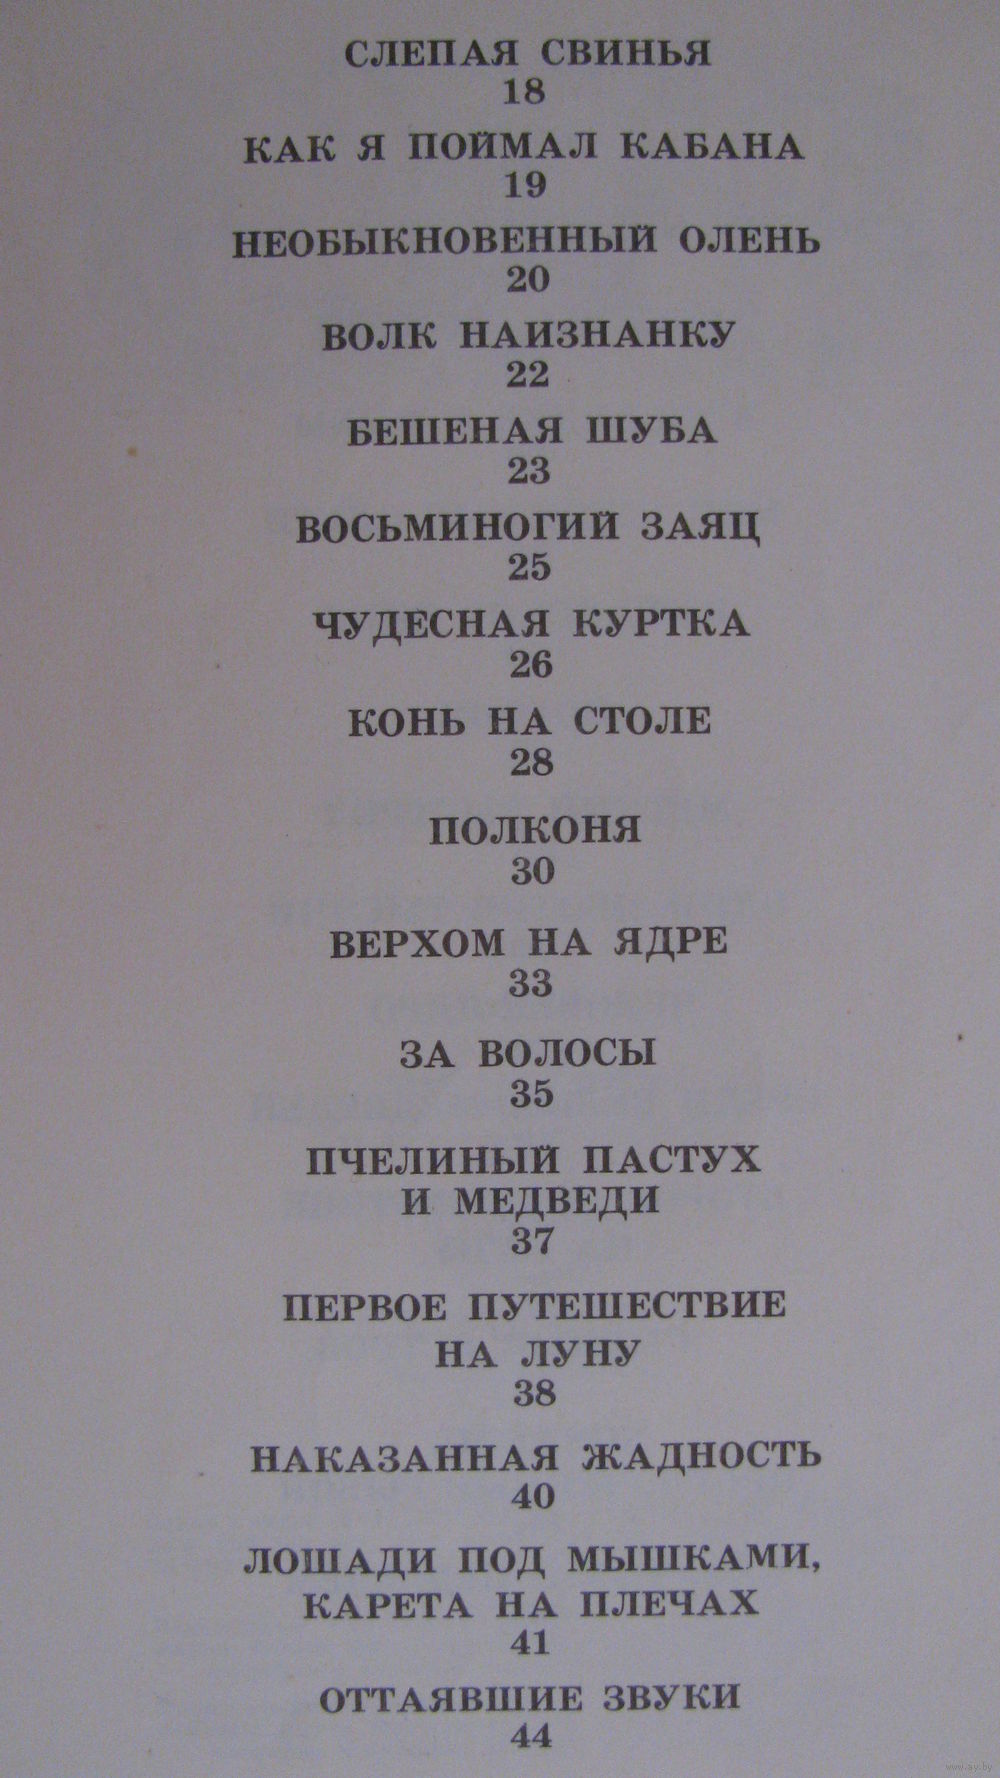 СЛЕПАЯ СВИНЬЯ
18
КАК Я ПОЙМАЛ КАБАНА
19
НЕОБЫКНОВЕННЫЙ ОЛЕНЬ
20
ВОЛК НАИЗНАНКУ
22
БЕШЕНАЯ ШУБА
23
ВОСЬМИНОГИЙ ЗАЯЦ
25
ЧУДЕСНАЯ КУРТКА
26
КОНЬ НА СТОЛЕ
28
ПОЛКОНЯ
30
ВЕРХОМ НА ЯДРЕ
33
ЗА ВОЛОСЫ
35
ПЧЕЛИНЫЙ ПАСТУХ
И МЕДВЕДИ
37
ПЕРВОЕ ПУТЕШЕСТВИЕ
НА ЛУНУ
38
НАКАЗАННАЯ ЖАДНОСТЬ
40
ЛОШАДИ ПОД МЫШКАМИ,
КАРЕТА НА ПЛЕЧАХ
41
ОТТАЯВШИЕ ЗВУКИ
44
www.ay.by